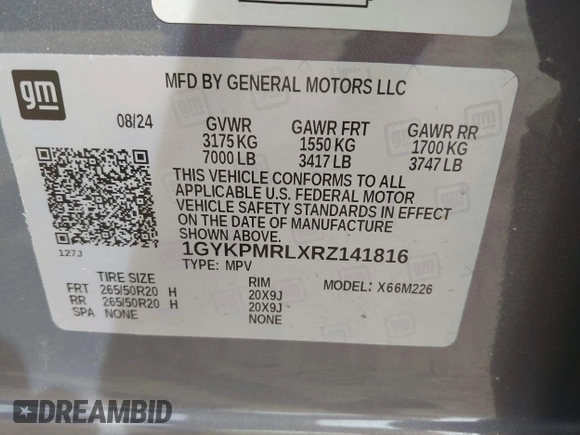 gm
MFD BY GENERAL MOTORS LLC
08/24 GVWR GAWR FRT GAWR RR
3175 KG 1550 KG 1700 KG
7000 LB 3417 LB 3747 LB
THIS VEHICLE CONFORMS TO ALL
APPLICABLE U.S. FEDERAL MOTOR
VEHICLE SAFETY STANDARDS IN EFFECT
ON THE DATE OF MANUFACTURE
SHOWN ABOVE.
127J
1GYKPMRLXRZ141816
TYPE: MPV
TIRE SIZE RIM MODEL: X66M226
FRT 265/50R20 H 20X9J
RR 265/50R20 H 20X9J
SPA NONE NONE
DREAMBID